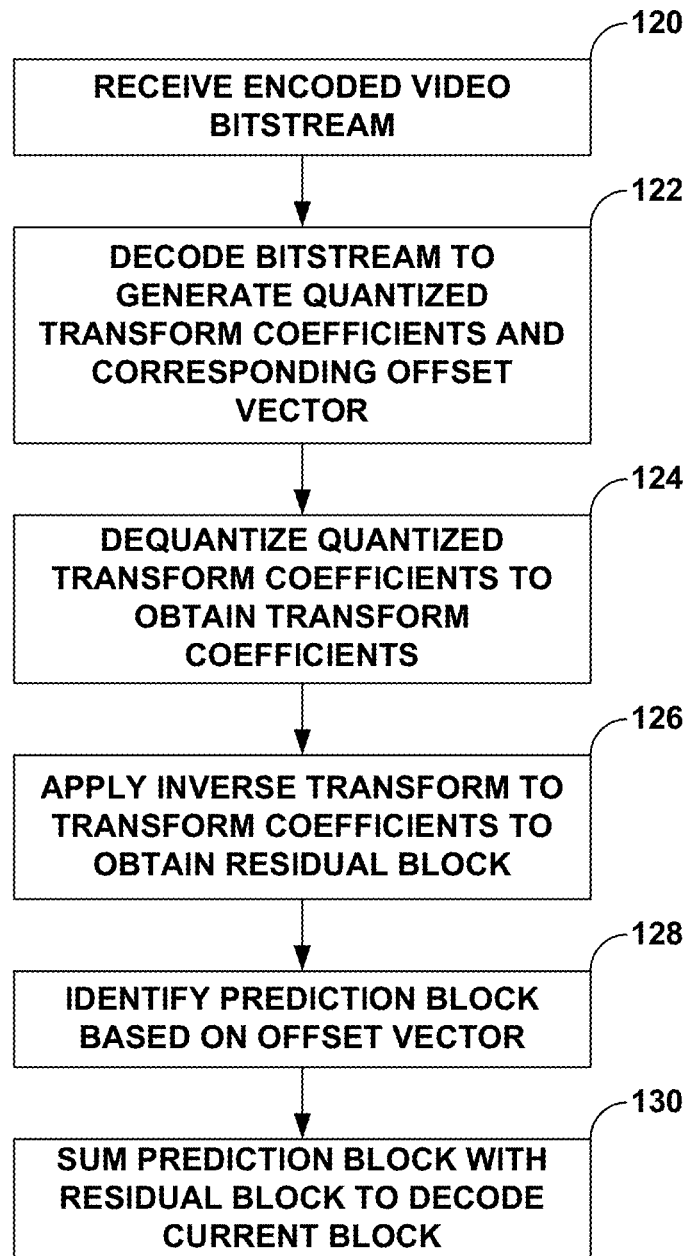 120
RECEIVE ENCODED VIDEO
BITSTREAM
122
DECODE BITSTREAM TO
GENERATE QUANTIZED
TRANSFORM COEFFICIENTS AND
CORRESPONDING OFFSET
VECTOR
124
DEQUANTIZE QUANTIZED
TRANSFORM COEFFICIENTS TO
OBTAIN TRANSFORM
COEFFICIENTS
126
APPLY INVERSE TRANSFORM TO
TRANSFORM COEFFICIENTS TO
OBTAIN RESIDUAL BLOCK
128
IDENTIFY PREDICTION BLOCK
BASED ON OFFSET VECTOR
130
SUM PREDICTION BLOCK WITH
RESIDUAL BLOCK TO DECODE
CURRENT BLOCK